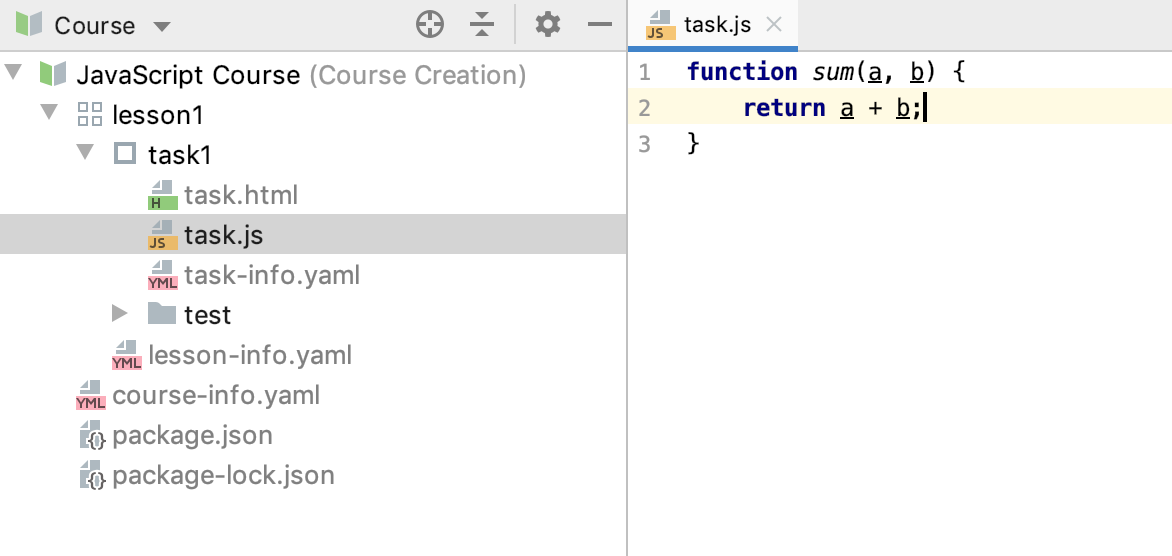 Course
JavaScript Course (Course Creation)
lesson1
task1
H task.html
JS task.js
YML task-info.yaml
test
YML lesson-info.yaml
YML course-info.yaml
{} package.json
{} package-lock.json
JS task.js
1 function sum(a, b) {
2     return a + b;
3 }